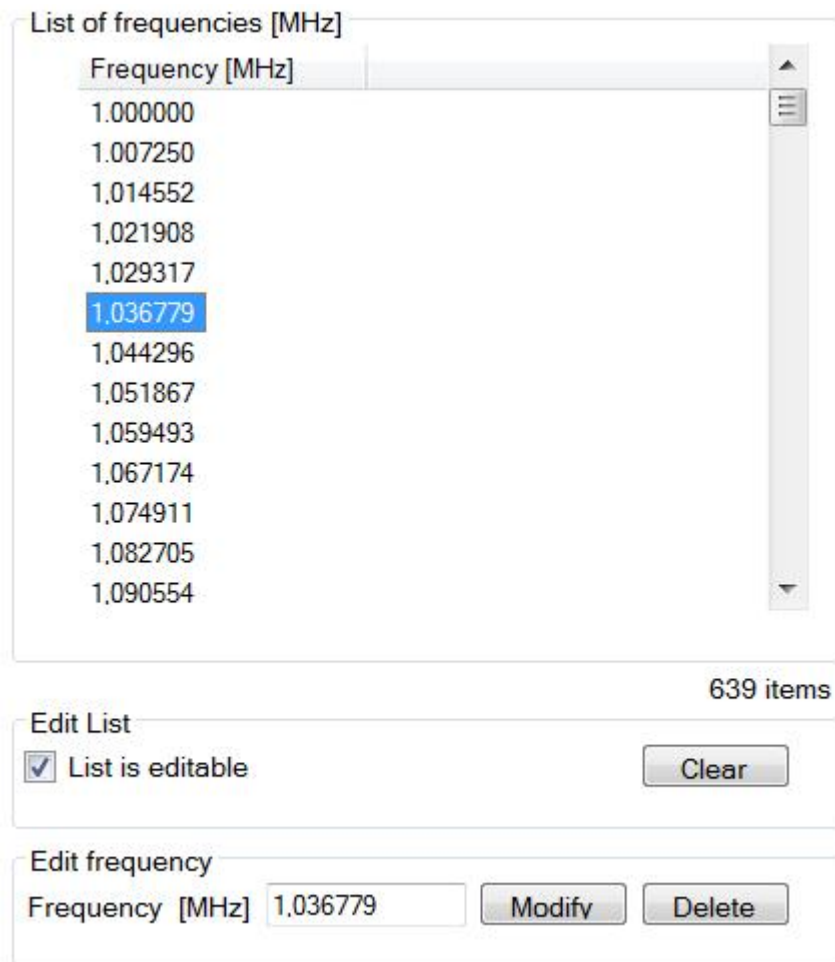 List of frequencies [MHz]
Frequency [MHz]
1.000000
1.007250
1,014552
1,021908
1,029317
1,036779
1,044296
1,051867
1,059493
1,067174
1,074911
1,082705
1,090554
639 items
Edit List
List is editable
Clear
Edit frequency
Frequency [MHz] 1,036779 Modify Delete